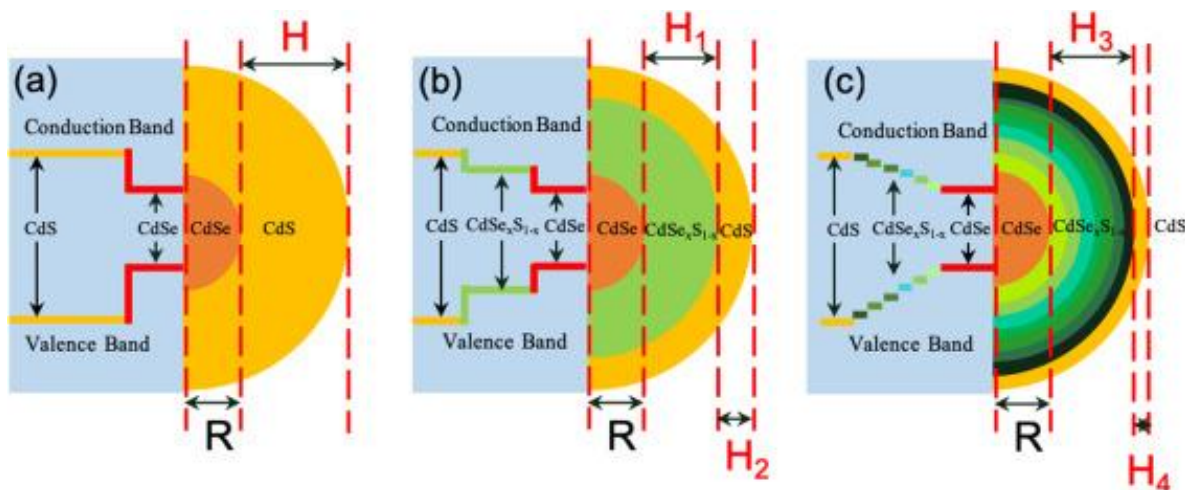 (a)
H
Conduction Band
CdS
CdSe
CdSe
CdS
Valence Band
R
(b)
H₁
Conduction Band
CdS
CdSeₓS₁₋ₓ
CdSe
CdSe
CdSeₓS₁₋ₓ
CdS
Valence Band
R
H₂
(c)
H₃
Conduction Band
CdS
CdSeₓS₁₋ₓ
CdSe
CdSe
CdSeₓS₁₋ₓ
CdS
Valence Band
R
H₄